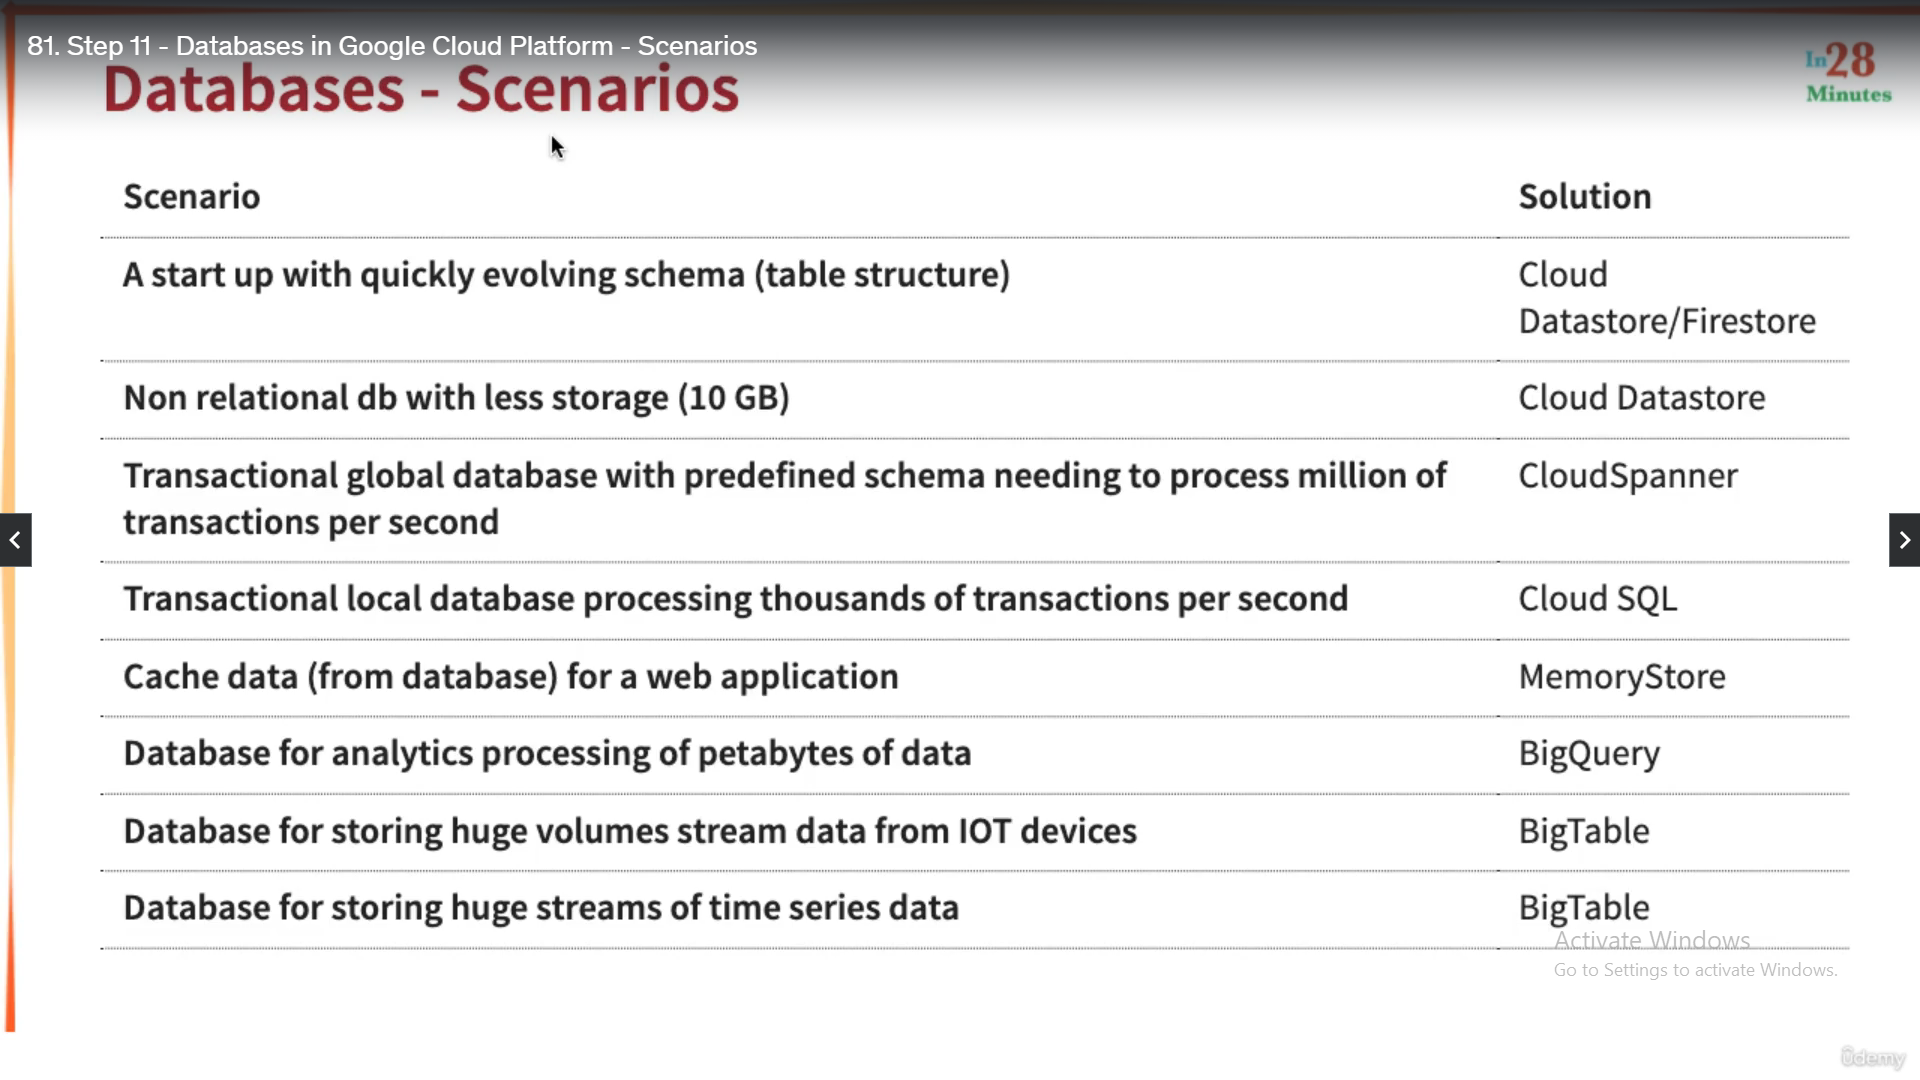 81. Step 11 - Databases in Google Cloud Platform - Scenarios
In28
Minutes
Databases - Scenarios
Scenario Solution
A start up with quickly evolving schema (table structure) Cloud
Datastore/Firestore
Non relational db with less storage (10 GB) Cloud Datastore
Transactional global database with predefined schema needing to process million of CloudSpanner
transactions per second
Transactional local database processing thousands of transactions per second Cloud SQL
Cache data (from database) for a web application MemoryStore
Database for analytics processing of petabytes of data BigQuery
Database for storing huge volumes stream data from IOT devices BigTable
Database for storing huge streams of time series data BigTable
Activate Windows
Go to Settings to activate Windows.
ûdemy